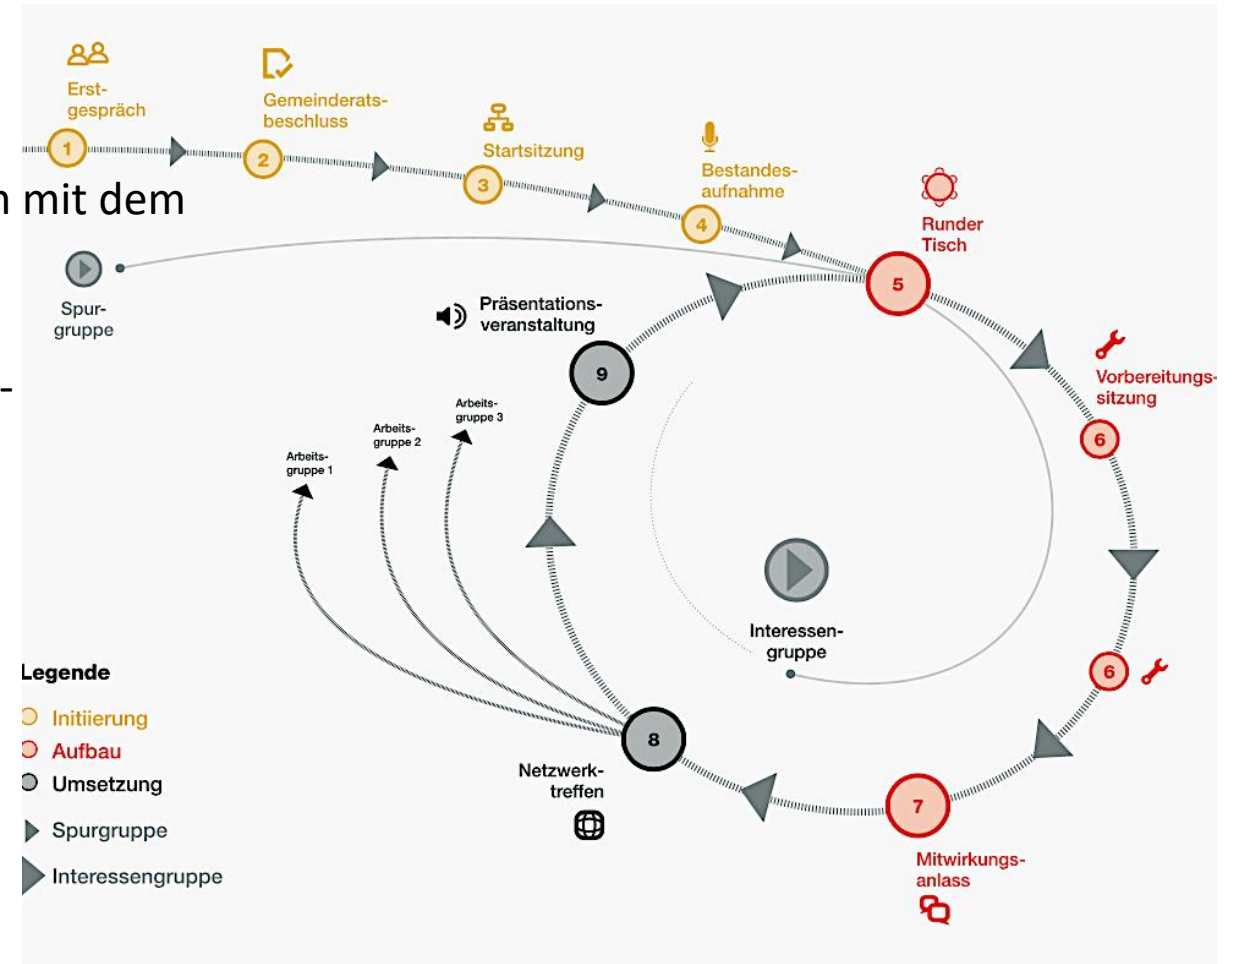 Erst-
gespräch
1
Gemeinderats-
beschluss
2
Startsitzung
3
Bestandes-
aufnahme
4
mit dem
Runder
Tisch
5
Spur-
gruppe
Präsentations-
veranstaltung
9
Vorbereitungs-
sitzung
6
-
Arbeits-
gruppe 3
Arbeits-
gruppe 2
Arbeits-
gruppe 1
Interessen-
gruppe
6
8
Netzwerk-
treffen
7
Mitwirkungs-
anlass
Legende
Initiierung
Aufbau
Umsetzung
Spurgruppe
Interessengruppe